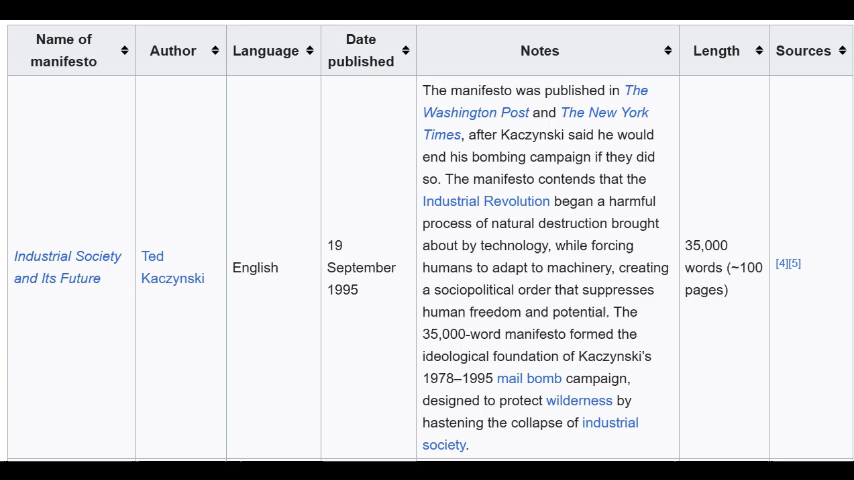 Name of
manifesto
Author
Language
Date
published
Notes
Length
Sources
Industrial Society
and Its Future
Ted
Kaczynski
English
19
September
1995
The manifesto was published in The
Washington Post and The New York
Times, after Kaczynski said he would
end his bombing campaign if they did
so. The manifesto contends that the
Industrial Revolution began a harmful
process of natural destruction brought
about by technology, while forcing
humans to adapt to machinery, creating
a sociopolitical order that suppresses
human freedom and potential. The
35,000-word manifesto formed the
ideological foundation of Kaczynski's
1978–1995 mail bomb campaign,
designed to protect wilderness by
hastening the collapse of industrial
society.
35,000
words (~100
pages)
[4][5]